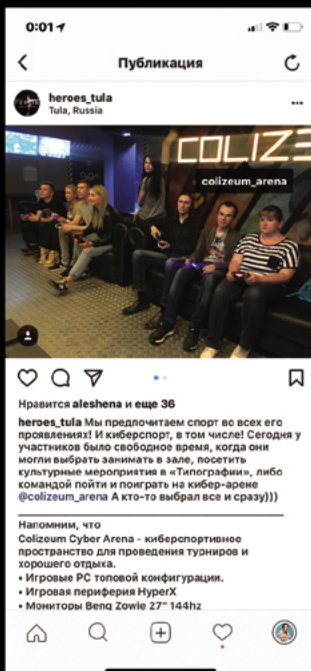 0:01
Публикация
heroes_tula
Tula, Russia
COLIZE
colizeum_arena
Нравится aleshena и еще 36
heroes_tula Мы предпочитаем спорт во всех его
проявлениях! И киберспорт, в том числе! Сегодня у
участников было свободное время, когда они
могли выбрать занимать в зале, посетить
культурные мероприятия в «Типографии», либо
командой пойти и поиграть на кибер-арене
@colizeum_arena А кто-то выбрал все и сразу)))
Напомним, что
Colizeum Cyber Arena - киберспортивное
пространство для проведения турниров и
хорошего отдыха.
• Игровые PC топовой конфигурации.
• Игровая периферия HyperX
• Мониторы Benq Zowie 27" 144hz